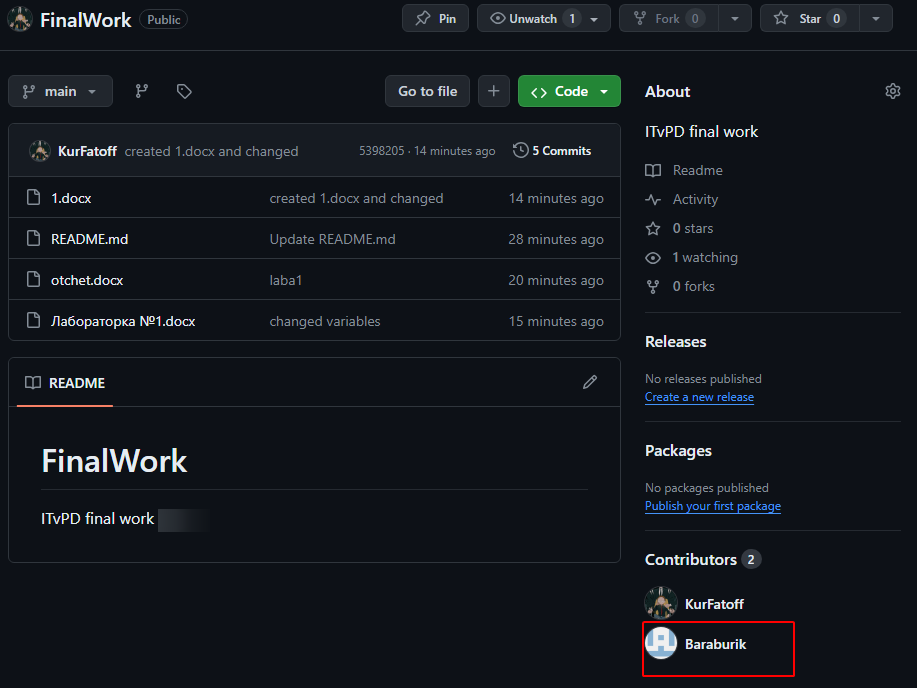 FinalWork Public Pin Unwatch 1 Fork 0 Star 0
main Go to file + <> Code
KurFatoff created 1.docx and changed 5398205 · 14 minutes ago 5 Commits
1.docx created 1.docx and changed 14 minutes ago
README.md Update README.md 28 minutes ago
otchet.docx laba1 20 minutes ago
Лабораторка №1.docx changed variables 15 minutes ago
README
FinalWork
ITvPD final work
About
ITvPD final work
Readme
Activity
0 stars
1 watching
0 forks
Releases
No releases published
Create a new release
Packages
No packages published
Publish your first package
Contributors 2
KurFatoff
Baraburik